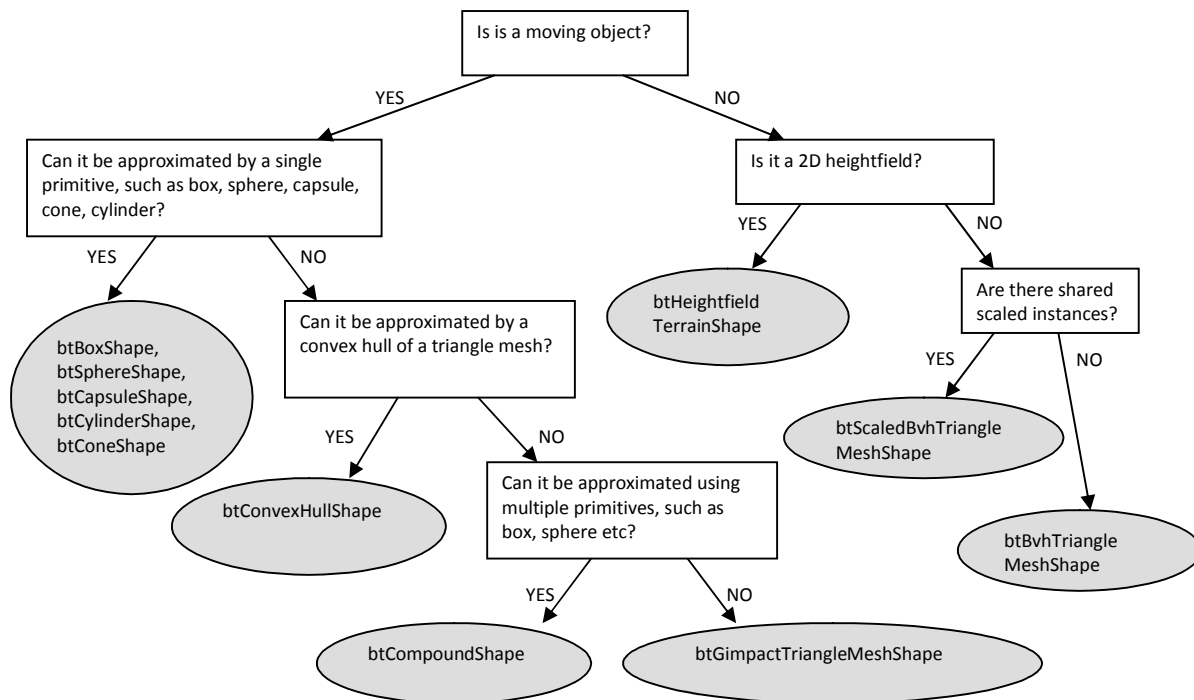 Is is a moving object?
YES
NO
Can it be approximated by a single
primitive, such as box, sphere, capsule,
cone, cylinder?
Is it a 2D heightfield?
YES
NO
YES
NO
btBoxShape,
btSphereShape,
btCapsuleShape,
btCylinderShape,
btConeShape
Can it be approximated by a
convex hull of a triangle mesh?
btHeightfield
TerrainShape
Are there shared
scaled instances?
YES
NO
YES
NO
btConvexHullShape
Can it be approximated using
multiple primitives, such as
box, sphere etc?
btScaledBvhTriangle
MeshShape
btBvhTriangle
MeshShape
YES
NO
btCompoundShape
btGimpactTriangleMeshShape